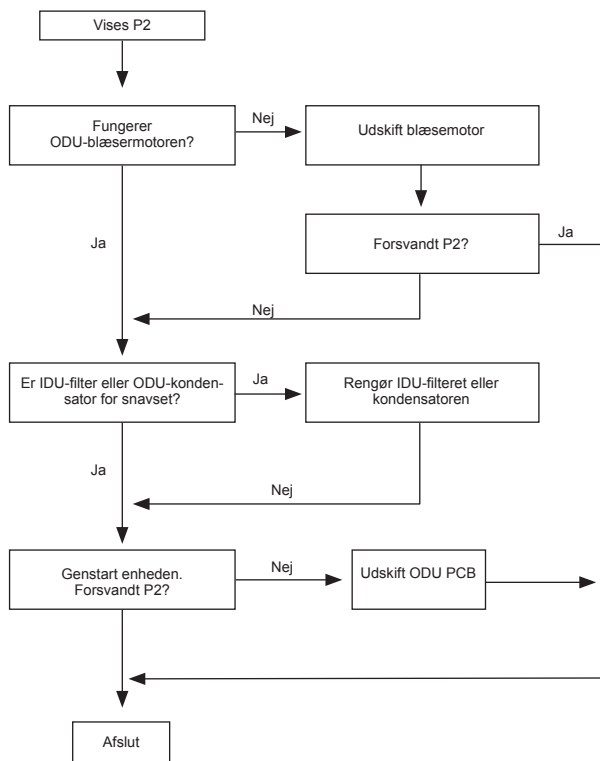 Vises P2
Fungerer
ODU-blæsermotoren?
Nej
Udskift blæsemotor
Ja
Forsvandt P2?
Ja
Nej
Er IDU-filter eller ODU-konden-
sator for snavset?
Ja
Rengør IDU-filteret eller
kondensatoren
Ja
Nej
Genstart enheden.
Forsvandt P2?
Nej
Udskift ODU PCB
Afslut